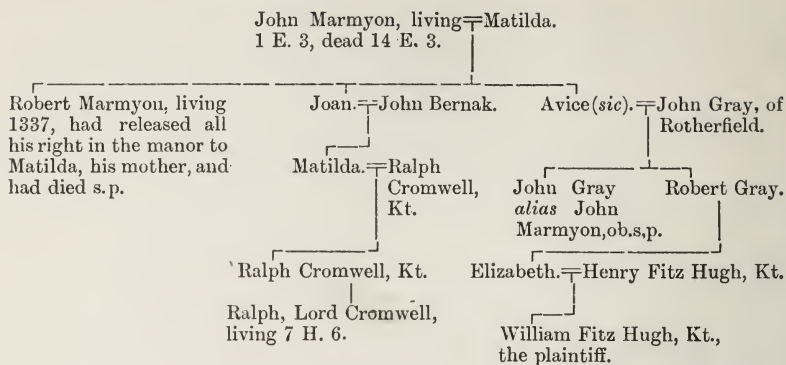 John Marmyon, living Matilda.
1 E. 3, dead 14 E. 3.
Robert Marmyon, living
1337, had released all
his right in the manor to
Matilda, his mother, and
had died s.p.
Joan. John Bernak.
Avice (sic). John Gray, of
Rotherfield.
Matilda. Ralph
Cromwell,
Kt.
John Gray
alias John
Marmyon, ob.s.p.
Robert Gray.
Ralph Cromwell, Kt.
Elizabeth. Henry Fitz Hugh, Kt.
Ralph, Lord Cromwell,
living 7 H. 6.
William Fitz Hugh, Kt.,
the plaintiff.